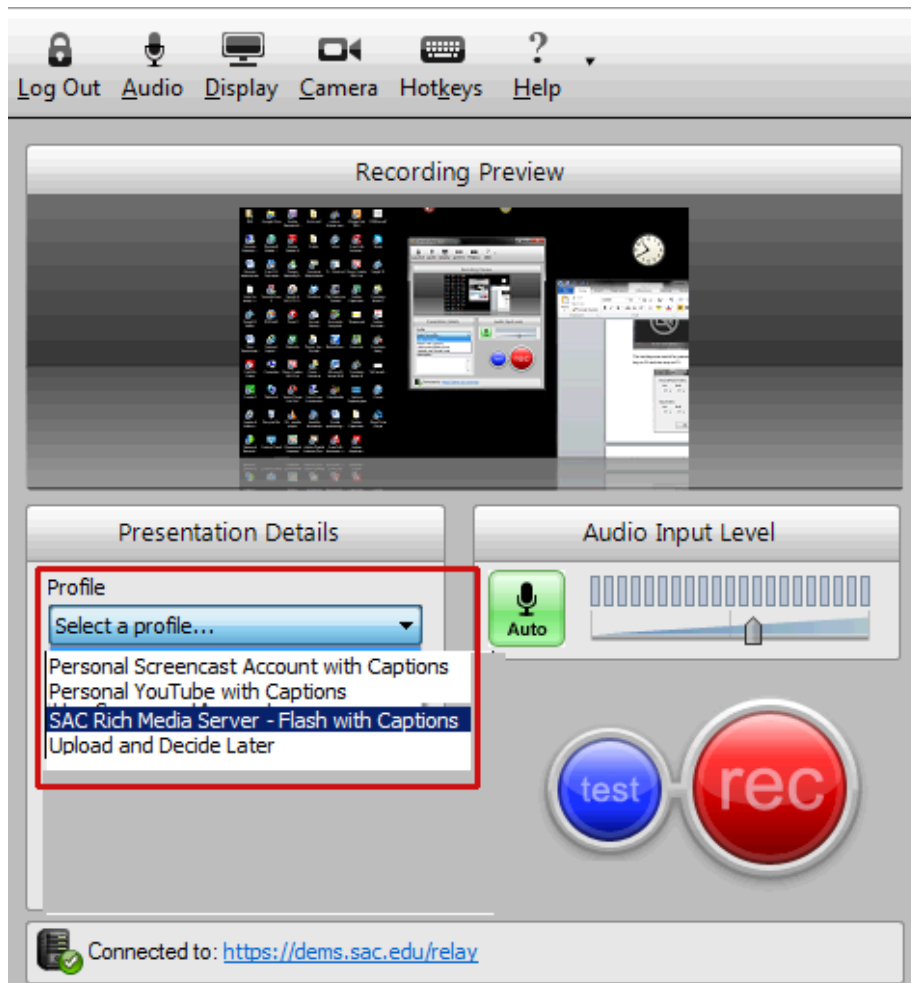 Log Out Audio Display Camera Hotkeys ? Help
Recording Preview
Presentation Details
Audio Input Level
Profile
Select a profile...
Auto
Personal Screencast Account with Captions
Personal YouTube with Captions
SAC Rich Media Server - Flash with Captions
Upload and Decide Later
test
rec
Connected to: https://dems.sac.edu/relay